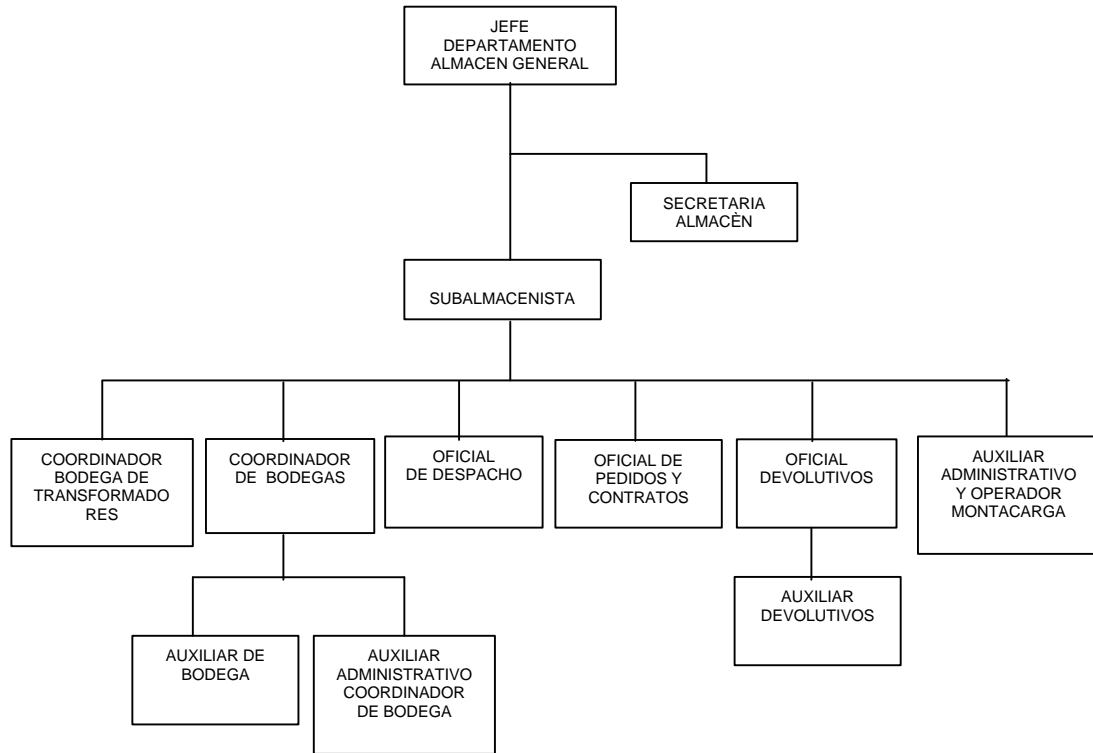 JEFE
DEPARTAMENTO
ALMACEN GENERAL
SECRETARIA
ALMACÈN
SUBALMACENISTA
COORDINADOR
BODEGA DE
TRANSFORMADO
RES
COORDINADOR
DE BODEGAS
OFICIAL
DE DESPACHO
OFICIAL DE
PEDIDOS Y
CONTRATOS
OFICIAL
DEVOLUTIVOS
AUXILIAR
ADMINISTRATIVO
Y OPERADOR
MONTACARGA
AUXILIAR DE
BODEGA
AUXILIAR
ADMINISTRATIVO
COORDINADOR
DE BODEGA
AUXILIAR
DEVOLUTIVOS